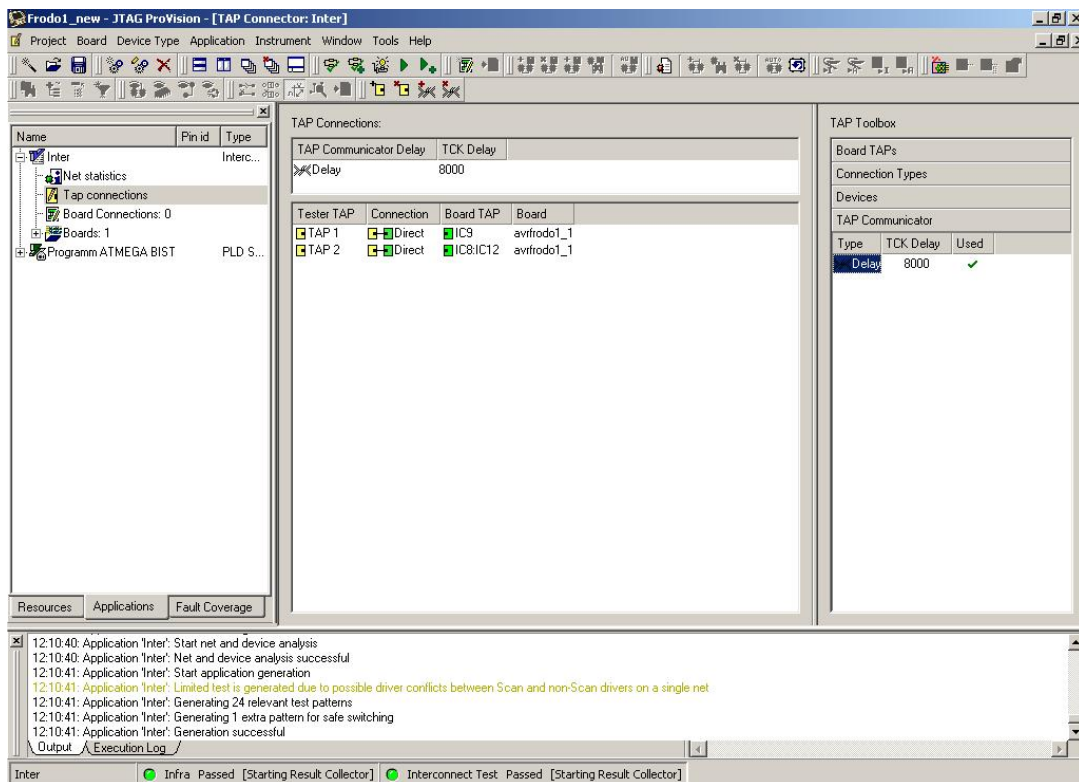 Frodo1_new - JTAG ProVision - [TAP Connector: Inter]
Project Board Device Type Application Instrument Window Tools Help
TAP Connections:
TAP Toolbox
Name Pin id Type
Inter Interc...
Net statistics
Tap connections
Board Connections: 0
Boards: 1
Programm ATMEGA BIST PLD S...
TAP Communicator Delay TCK Delay
Delay 8000
Tester TAP Connection Board TAP Board
TAP 1 Direct IC9 avrfrodo1_1
TAP 2 Direct IC8:IC12 avrfrodo1_1
Board TAPs
Connection Types
Devices
TAP Communicator
Type TCK Delay Used
Delay 8000
Resources Applications Fault Coverage
12:10:40: Application 'Inter': Start net and device analysis
12:10:40: Application 'Inter': Net and device analysis successful
12:10:41: Application 'Inter': Start application generation
12:10:41: Application 'Inter': Limited test is generated due to possible driver conflicts between Scan and non-Scan drivers on a single net
12:10:41: Application 'Inter': Generating 24 relevant test patterns
12:10:41: Application 'Inter': Generating 1 extra pattern for safe switching
12:10:41: Application 'Inter': Generation successful
Output Execution Log
Inter Infra Passed [Starting Result Collector] Interconnect Test Passed [Starting Result Collector]